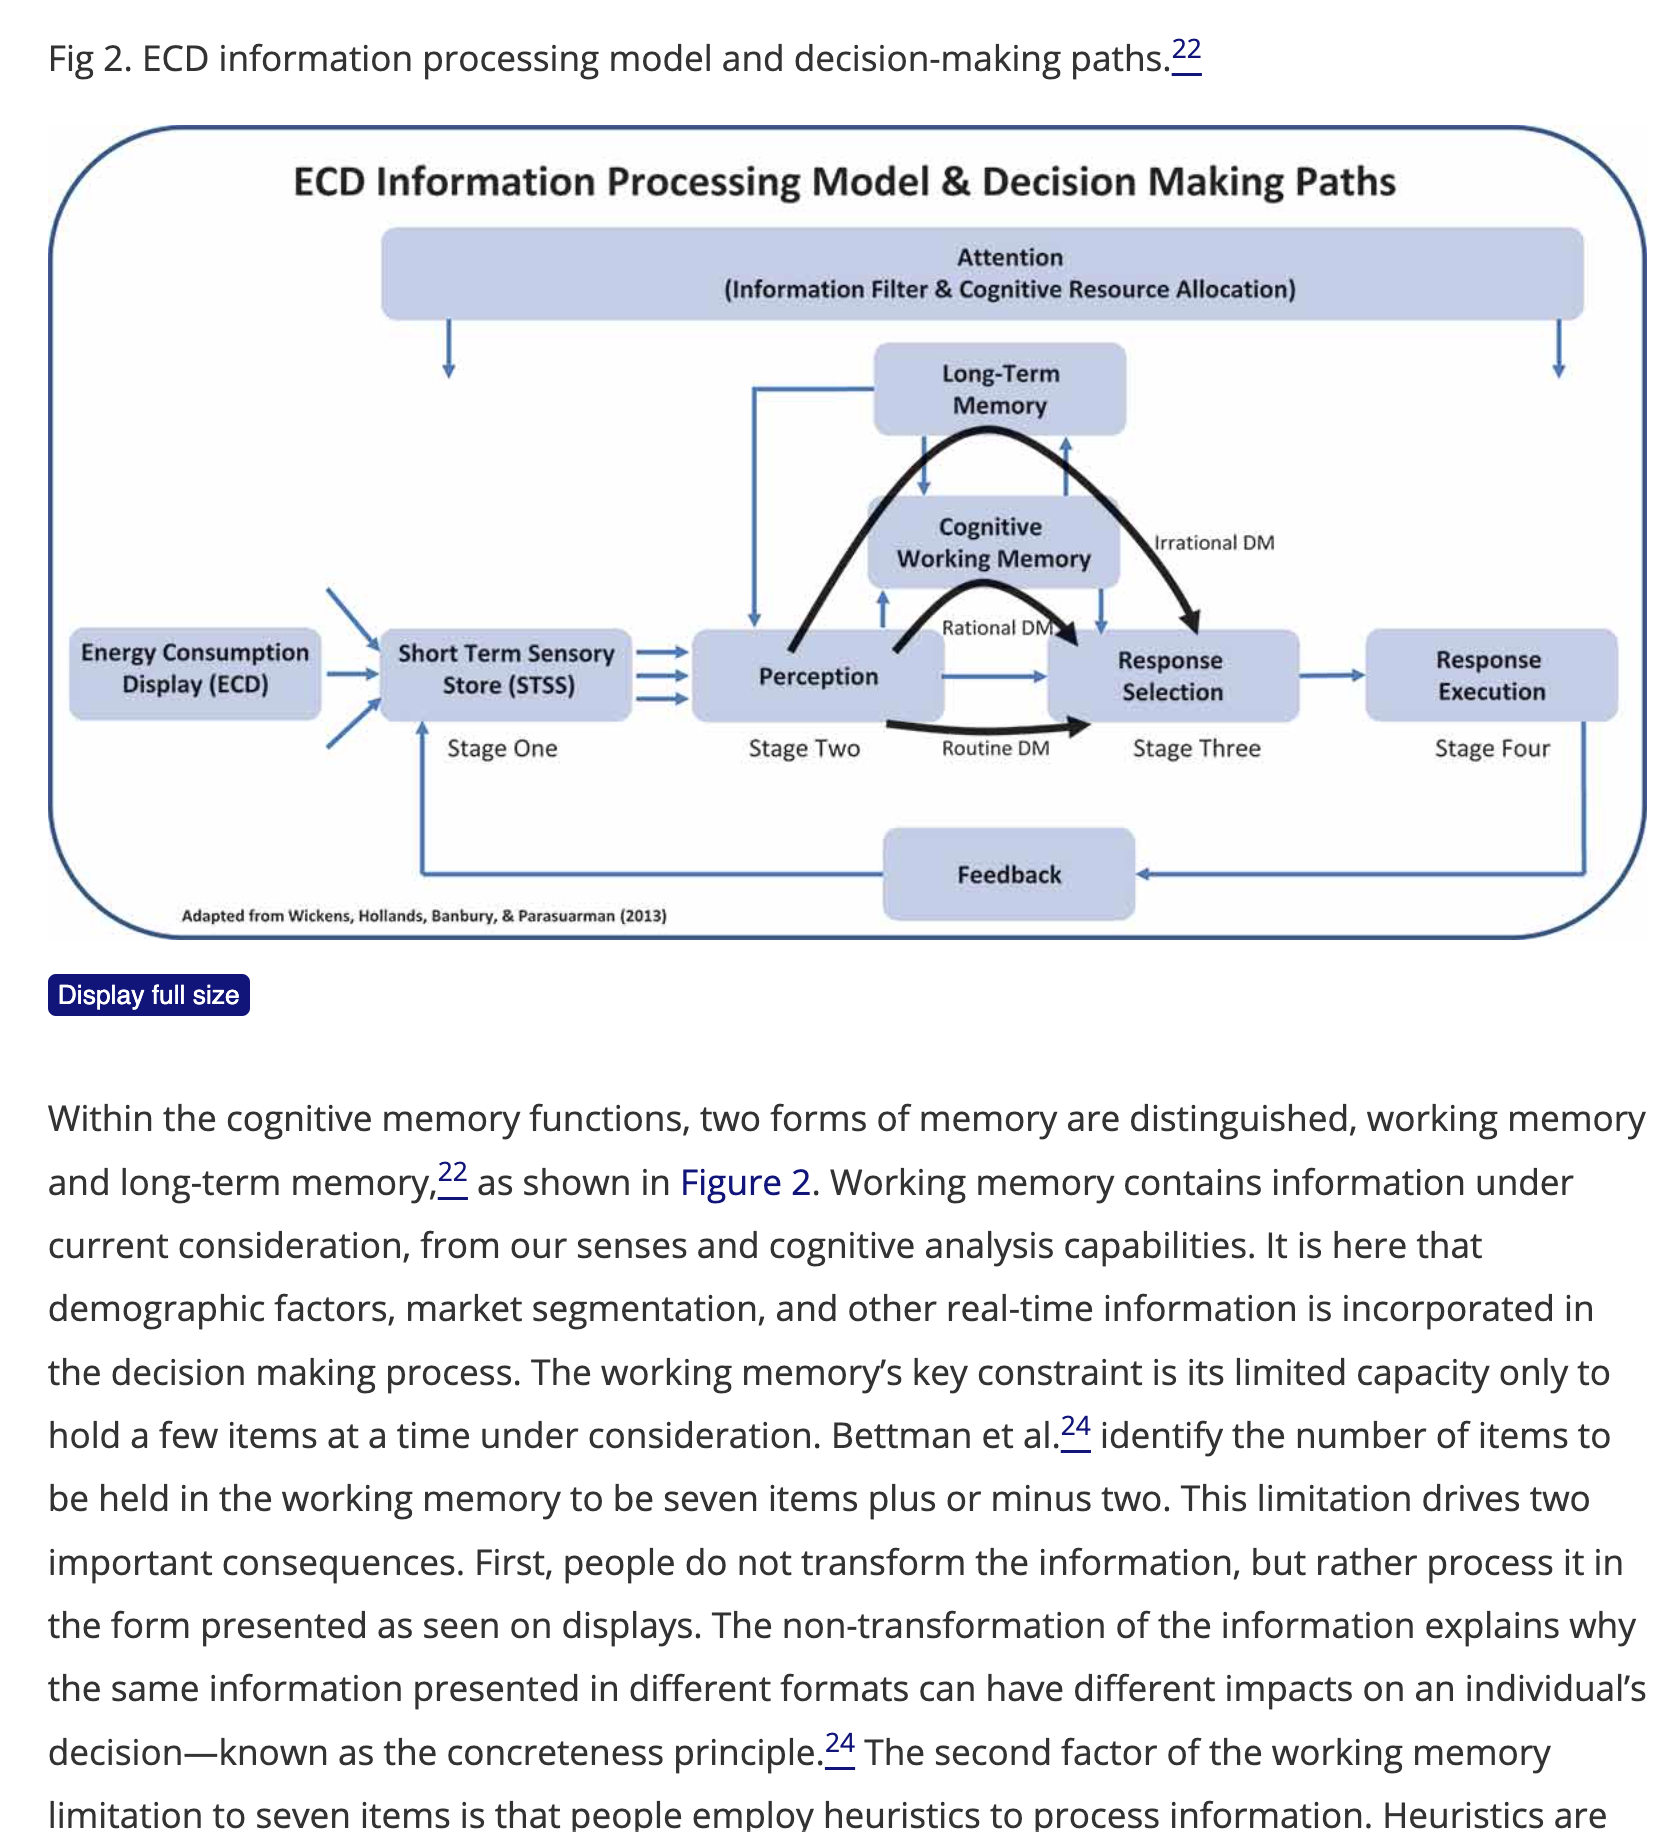 Fig 2. ECD information processing model and decision-making paths.22
ECD Information Processing Model & Decision Making Paths
Attention
(Information Filter & Cognitive Resource Allocation)
Long-Term
Memory
Cognitive
Working Memory
Irrational DM
Rational DM
Energy Consumption
Display (ECD)
Short Term Sensory
Store (STSS)
Perception
Response
Selection
Response
Execution
Stage One
Stage Two
Routine DM
Stage Three
Stage Four
Feedback
Adapted from Wickens, Hollands, Banbury, & Parasuarman (2013)
Display full size
Within the cognitive memory functions, two forms of memory are distinguished, working memory
and long-term memory,22 as shown in Figure 2. Working memory contains information under
current consideration, from our senses and cognitive analysis capabilities. It is here that
demographic factors, market segmentation, and other real-time information is incorporated in
the decision making process. The working memory’s key constraint is its limited capacity only to
hold a few items at a time under consideration. Bettman et al.24 identify the number of items to
be held in the working memory to be seven items plus or minus two. This limitation drives two
important consequences. First, people do not transform the information, but rather process it in
the form presented as seen on displays. The non-transformation of the information explains why
the same information presented in different formats can have different impacts on an individual’s
decision—known as the concreteness principle.24 The second factor of the working memory
limitation to seven items is that people employ heuristics to process information. Heuristics are